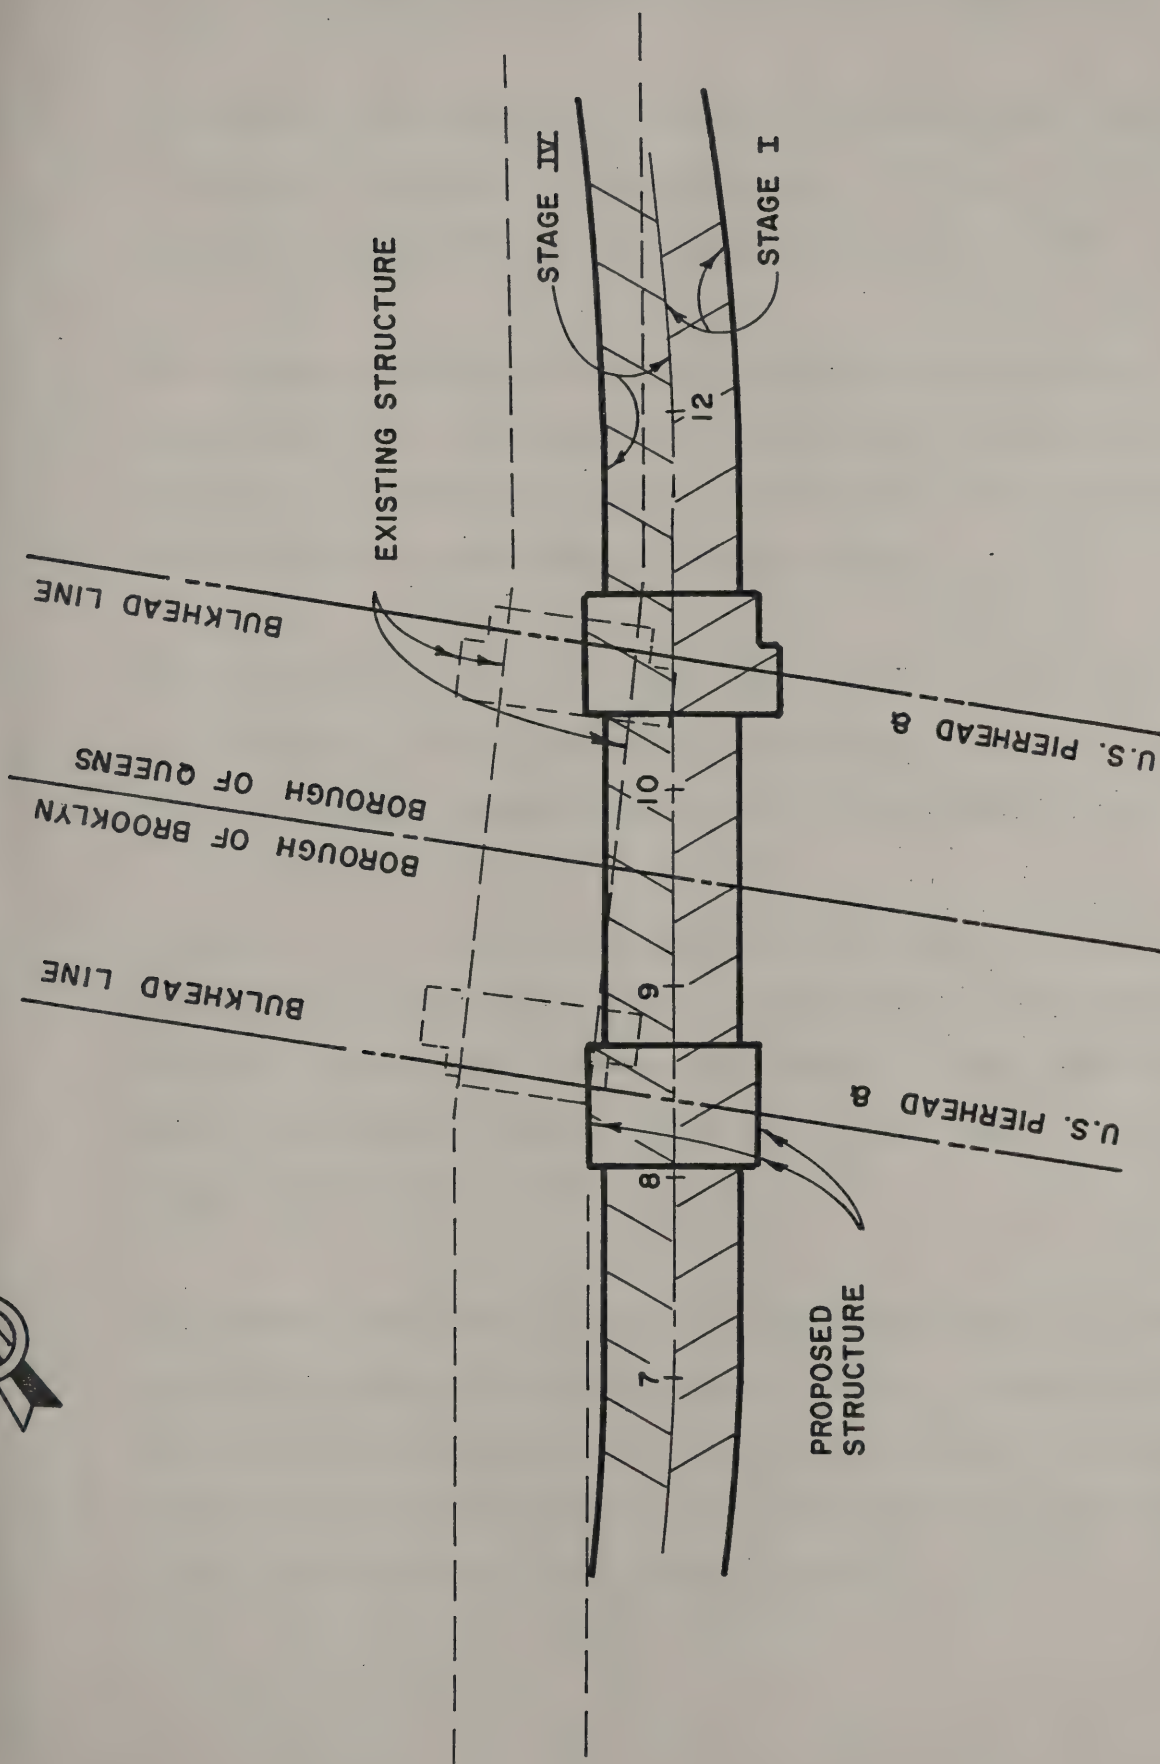 EXISTING STRUCTURE
STAGE IV
STAGE I
12
BULKHEAD LINE
U.S. PIERHEAD &
BOROUGH OF QUEENS
BOROUGH OF BROOKLYN
10
9
BULKHEAD LINE
U.S. PIERHEAD &
8
7
PROPOSED
STRUCTURE